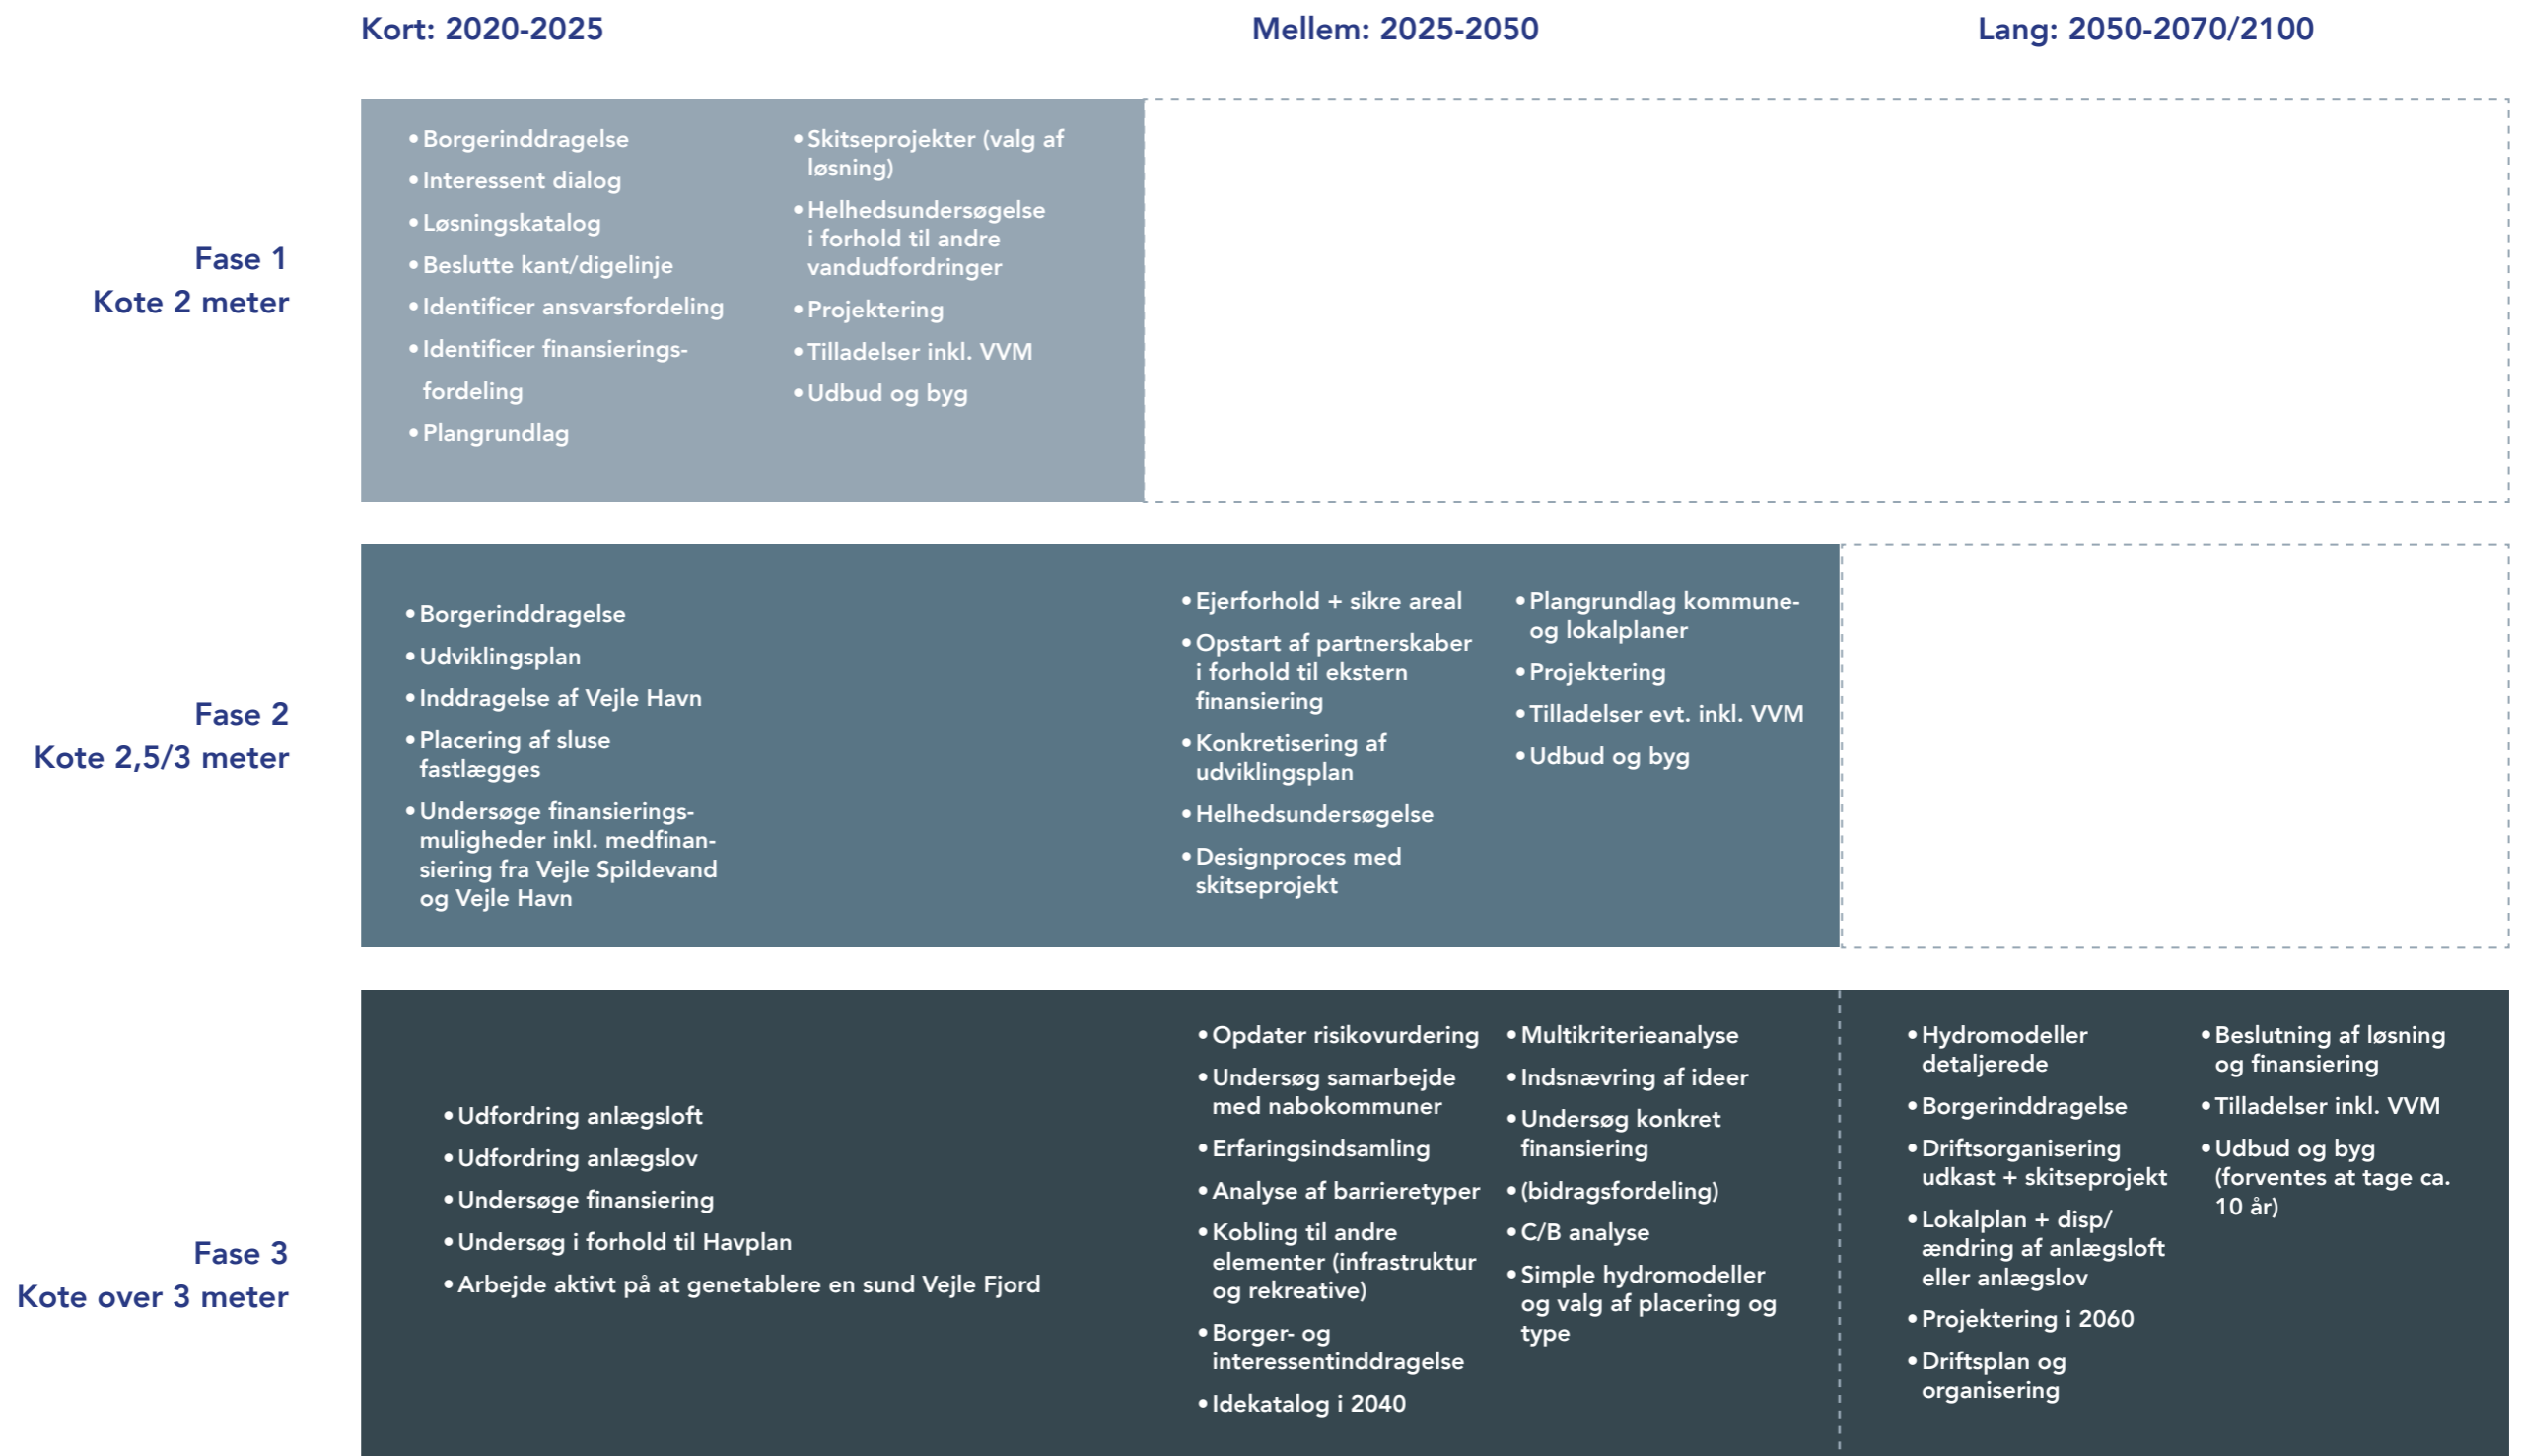 Kort: 2020-2025
Mellem: 2025-2050
Lang: 2050-2070/2100
Fase 1
Kote 2 meter
• Borgerinddragelse
• Interessent dialog
• Løsningskatalog
• Beslutte kant/digelinje
• Identificer ansvarsfordeling
• Identificer finansierings-
fordeling
• Plangrundlag
• Skitseprojekter (valg af
løsning)
• Helhedsundersøgelse
i forhold til andre
vandudfordringer
• Projektering
• Tilladelser inkl. VVM
• Udbud og byg
Fase 2
Kote 2,5/3 meter
• Borgerinddragelse
• Udviklingsplan
• Inddragelse af Vejle Havn
• Placering af sluse
fastlægges
• Undersøge finansierings-
muligheder inkl. medfinan-
siering fra Vejle Spildevand
og Vejle Havn
• Ejerforhold + sikre areal
• Opstart af partnerskaber
i forhold til ekstern
finansiering
• Konkretisering af
udviklingsplan
• Helhedsundersøgelse
• Designproces med
skitseprojekt
• Plangrundlag kommune-
og lokalplaner
• Projektering
• Tilladelser evt. inkl. VVM
• Udbud og byg
Fase 3
Kote over 3 meter
• Udfordring anlægsloft
• Udfordring anlægslov
• Undersøge finansiering
• Undersøg i forhold til Havplan
• Arbejde aktivt på at genetablere en sund Vejle Fjord
• Opdater risikovurdering
• Undersøg samarbejde
med nabokommuner
• Erfaringsindsamling
• Analyse af barrieretyper
• Kobling til andre
elementer (infrastruktur
og rekreative)
• Borger- og
interessentinddragelse
• Idekatalog i 2040
• Multikriterieanalyse
• Indsnævring af ideer
• Undersøg konkret
finansiering
• (bidragsfordeling)
• C/B analyse
• Simple hydromodeller
og valg af placering og
type
• Hydromodeller
detaljerede
• Borgerinddragelse
• Driftsorganisering
udkast + skitseprojekt
• Lokalplan + disp/
ændring af anlægsloft
eller anlægslov
• Projektering i 2060
• Driftsplan og
organisering
• Beslutning af løsning
og finansiering
• Tilladelser inkl. VVM
• Udbud og byg
(forventes at tage ca.
10 år)